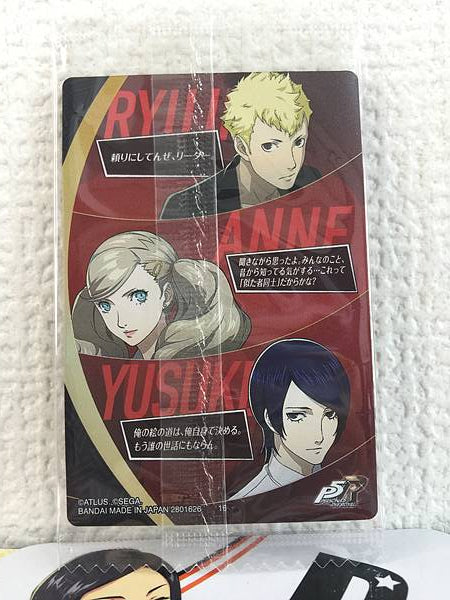 RYUJI
頼りにしてんぜ、リーダー
ANNE
聞きながら思ったよ。みんなのこと、
昔から知ってる気がする…これって
「似た者同士」だからかな?
YUSUKE
俺の絵の道は、俺自身で決める。
もう誰の世話にもならん。
©ATLUS ©SEGA
BANDAI MADE IN JAPAN 2801626
16
P5R